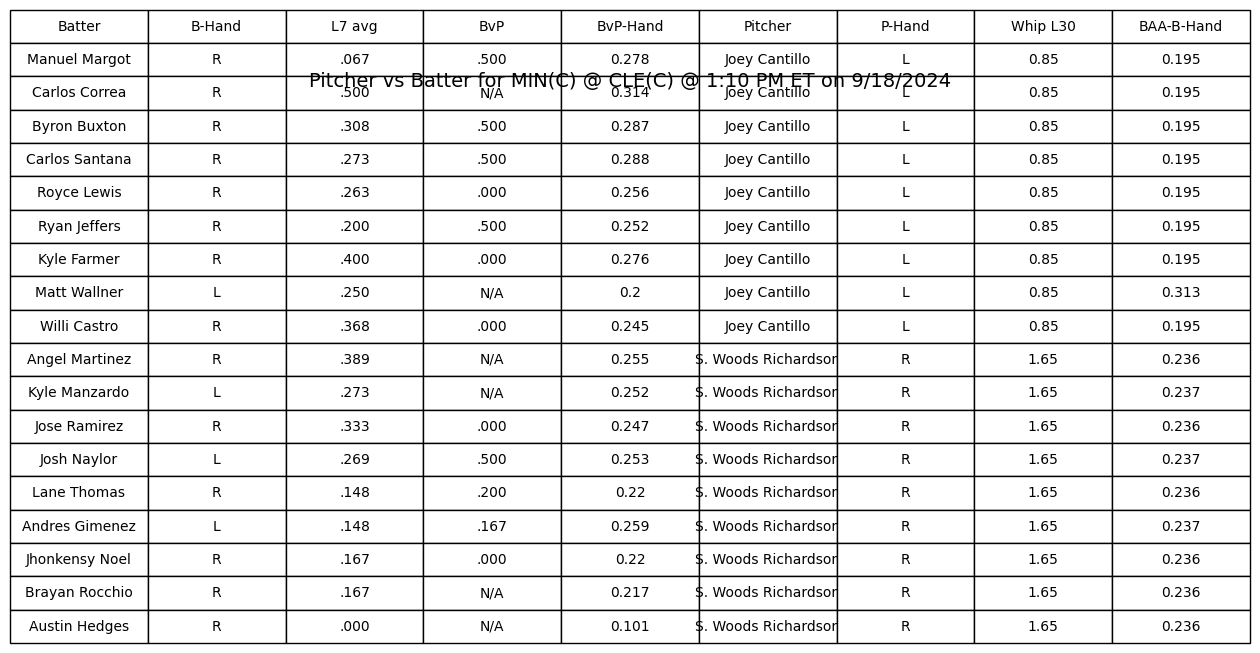 Batter B-Hand L7 avg BvP BvP-Hand Pitcher P-Hand Whip L30 BAA-B-Hand
Manuel Margot R .067 .500 0.278 Joey Cantillo L 0.85 0.195
Pitcher vs Batter for MIN(C) @ CLE(C) @ 1:10 PM ET on 9/18/2024
Carlos Correa R .500 N/A 0.314 Joey Cantillo L 0.85 0.195
Byron Buxton R .308 .500 0.287 Joey Cantillo L 0.85 0.195
Carlos Santana R .273 .500 0.288 Joey Cantillo L 0.85 0.195
Royce Lewis R .263 .000 0.256 Joey Cantillo L 0.85 0.195
Ryan Jeffers R .200 .500 0.252 Joey Cantillo L 0.85 0.195
Kyle Farmer R .400 .000 0.276 Joey Cantillo L 0.85 0.195
Matt Wallner L .250 N/A 0.2 Joey Cantillo L 0.85 0.313
Willi Castro R .368 .000 0.245 Joey Cantillo L 0.85 0.195
Angel Martinez R .389 N/A 0.255 S. Woods Richardson R 1.65 0.236
Kyle Manzardo L .273 N/A 0.252 S. Woods Richardson R 1.65 0.237
Jose Ramirez R .333 .000 0.247 S. Woods Richardson R 1.65 0.236
Josh Naylor L .269 .500 0.253 S. Woods Richardson R 1.65 0.237
Lane Thomas R .148 .200 0.22 S. Woods Richardson R 1.65 0.236
Andres Gimenez L .148 .167 0.259 S. Woods Richardson R 1.65 0.237
Jhonkensy Noel R .167 .000 0.22 S. Woods Richardson R 1.65 0.236
Brayan Rocchio R .167 N/A 0.217 S. Woods Richardson R 1.65 0.236
Austin Hedges R .000 N/A 0.101 S. Woods Richardson R 1.65 0.236